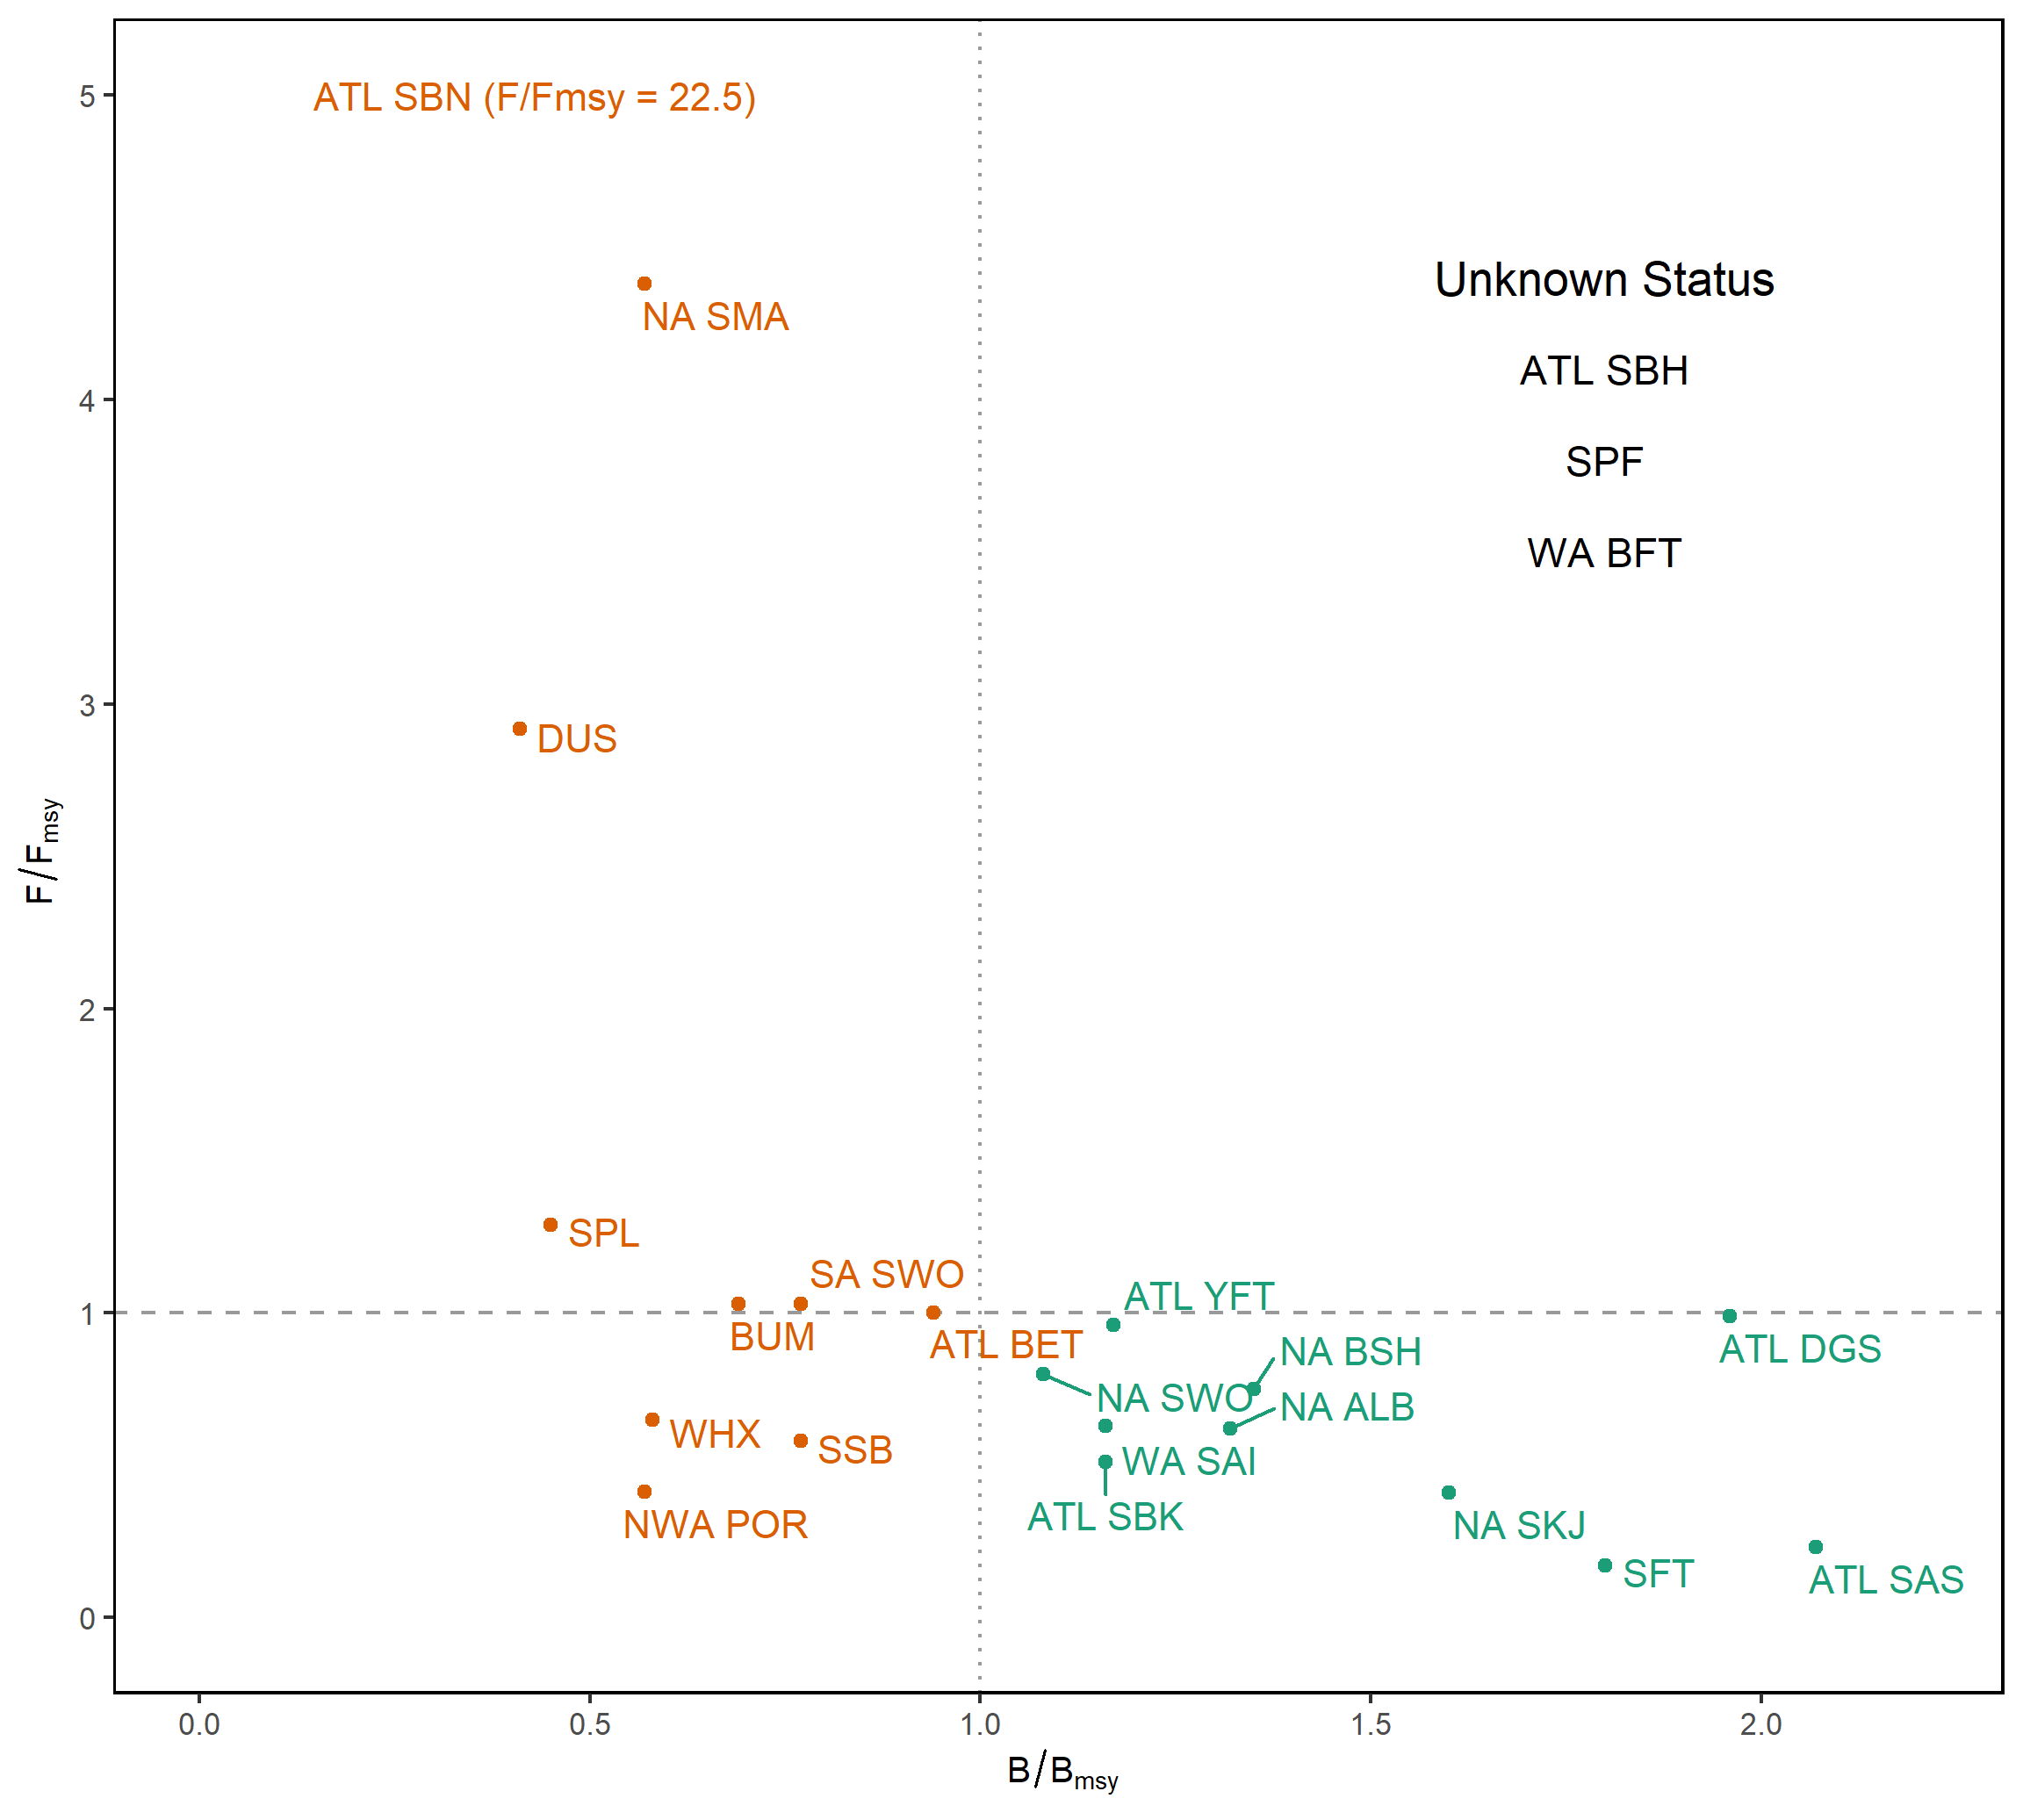 ATL SBN (F/Fmsy = 22.5)
NA SMA
Unknown Status
ATL SBH
SPF
WA BFT
DUS
SPL
SA SWO
BUM
ATL BET
ATL YFT
ATL DGS
NA BSH
NA SWO
NA ALB
WHX
SSB
WA SAI
NWA POR
ATL SBK
NA SKJ
SFT
ATL SAS
5
4
3
2
1
0
F/Fmsy
0.0 0.5 1.0 1.5 2.0
B/Bmsy